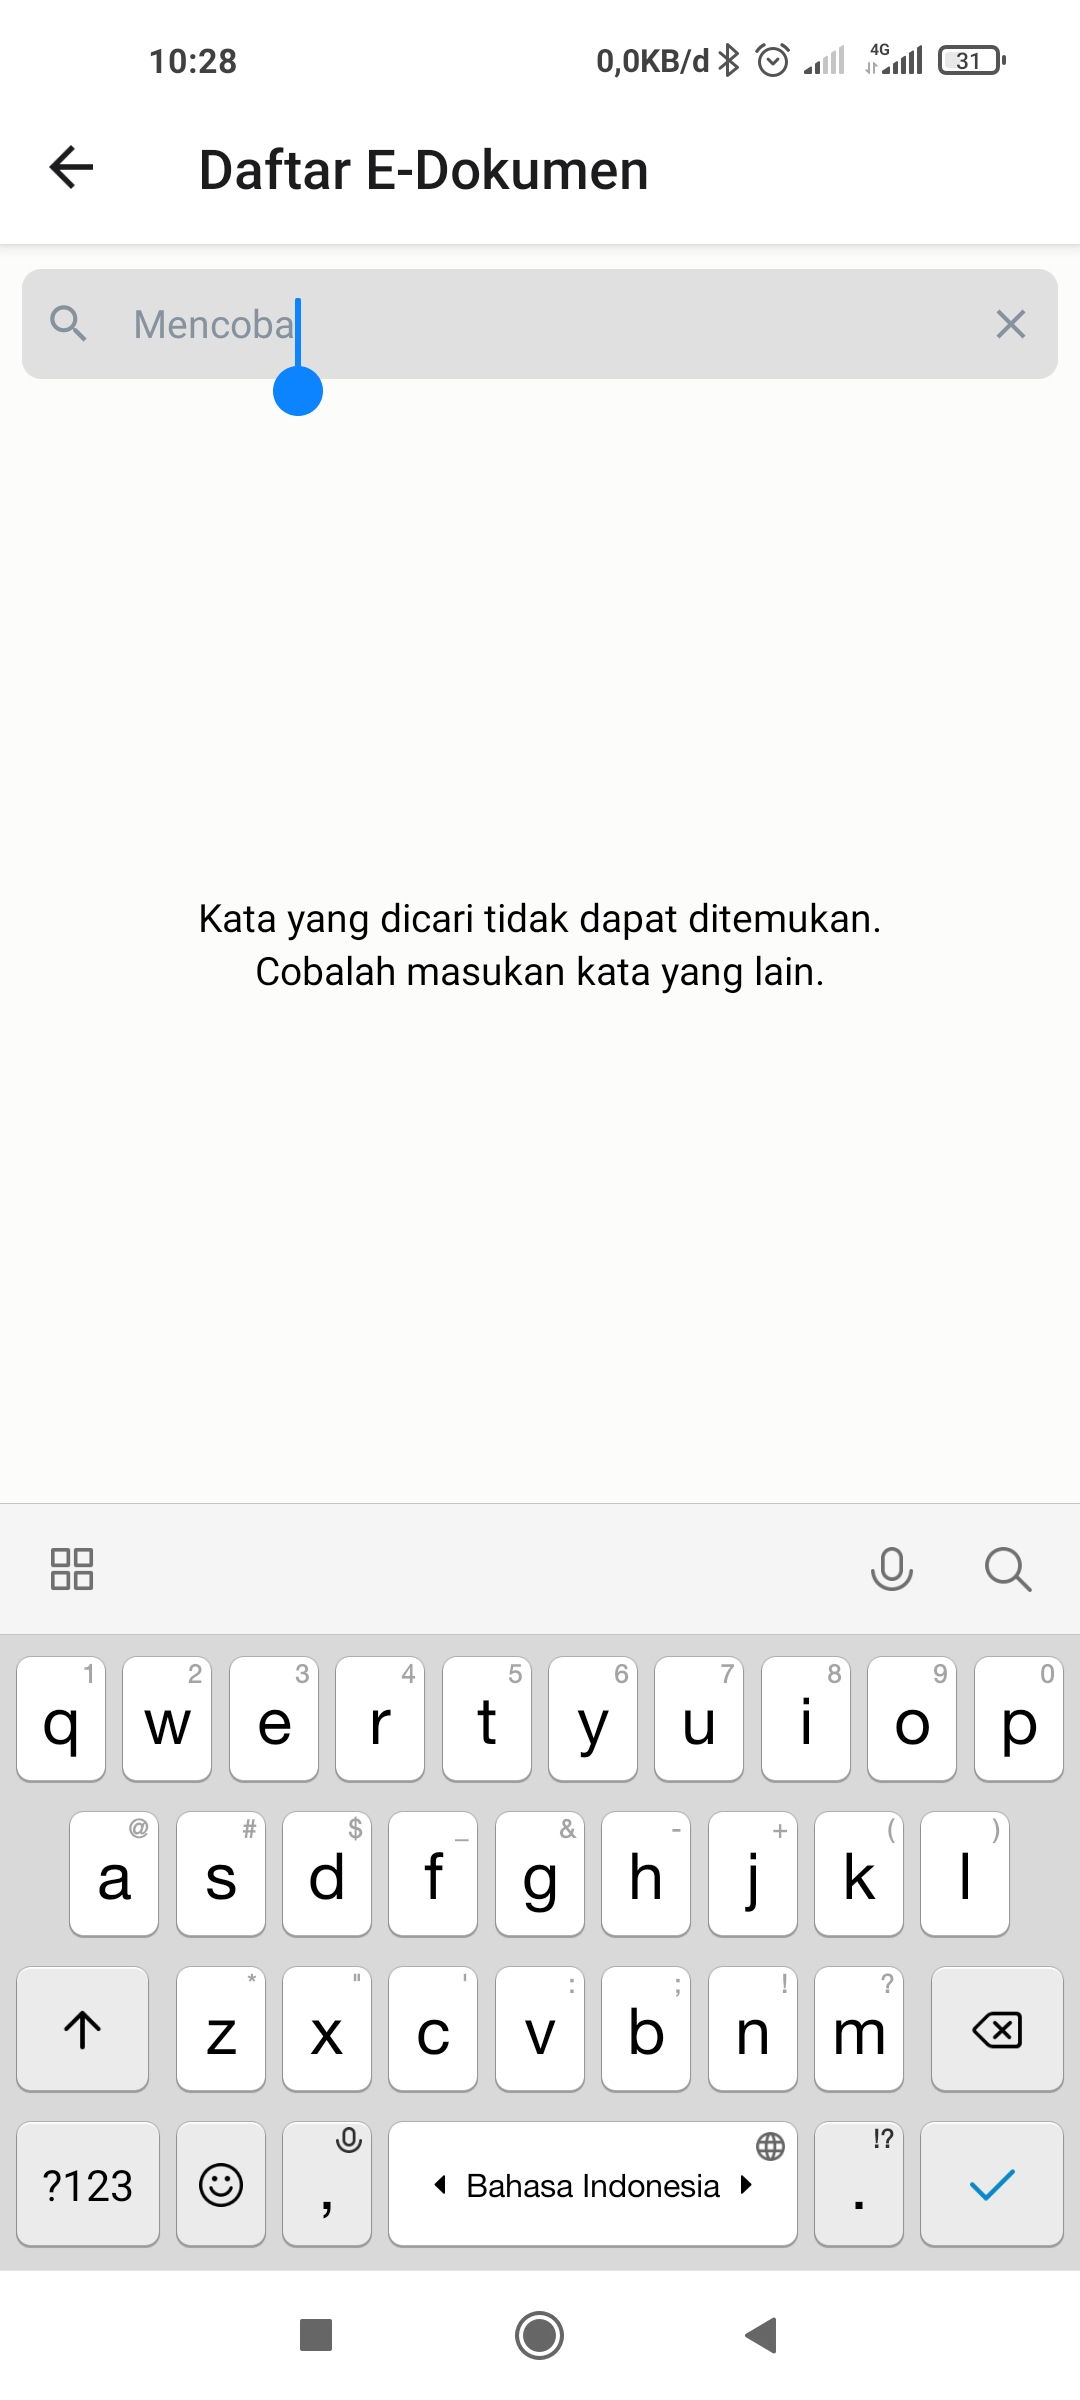 10:28 0,0KB/d 4G 31
Daftar E-Dokumen
Mencoba
Kata yang dicari tidak dapat ditemukan.
Cobalah masukan kata yang lain.
1 2 3 4 5 6 7 8 9 0
q w e r t y u i o p
@ # $ _ & - + ( )
a s d f g h j k l
* " ' : ; ! ?
z x c v b n m
!?
?123 , Bahasa Indonesia .